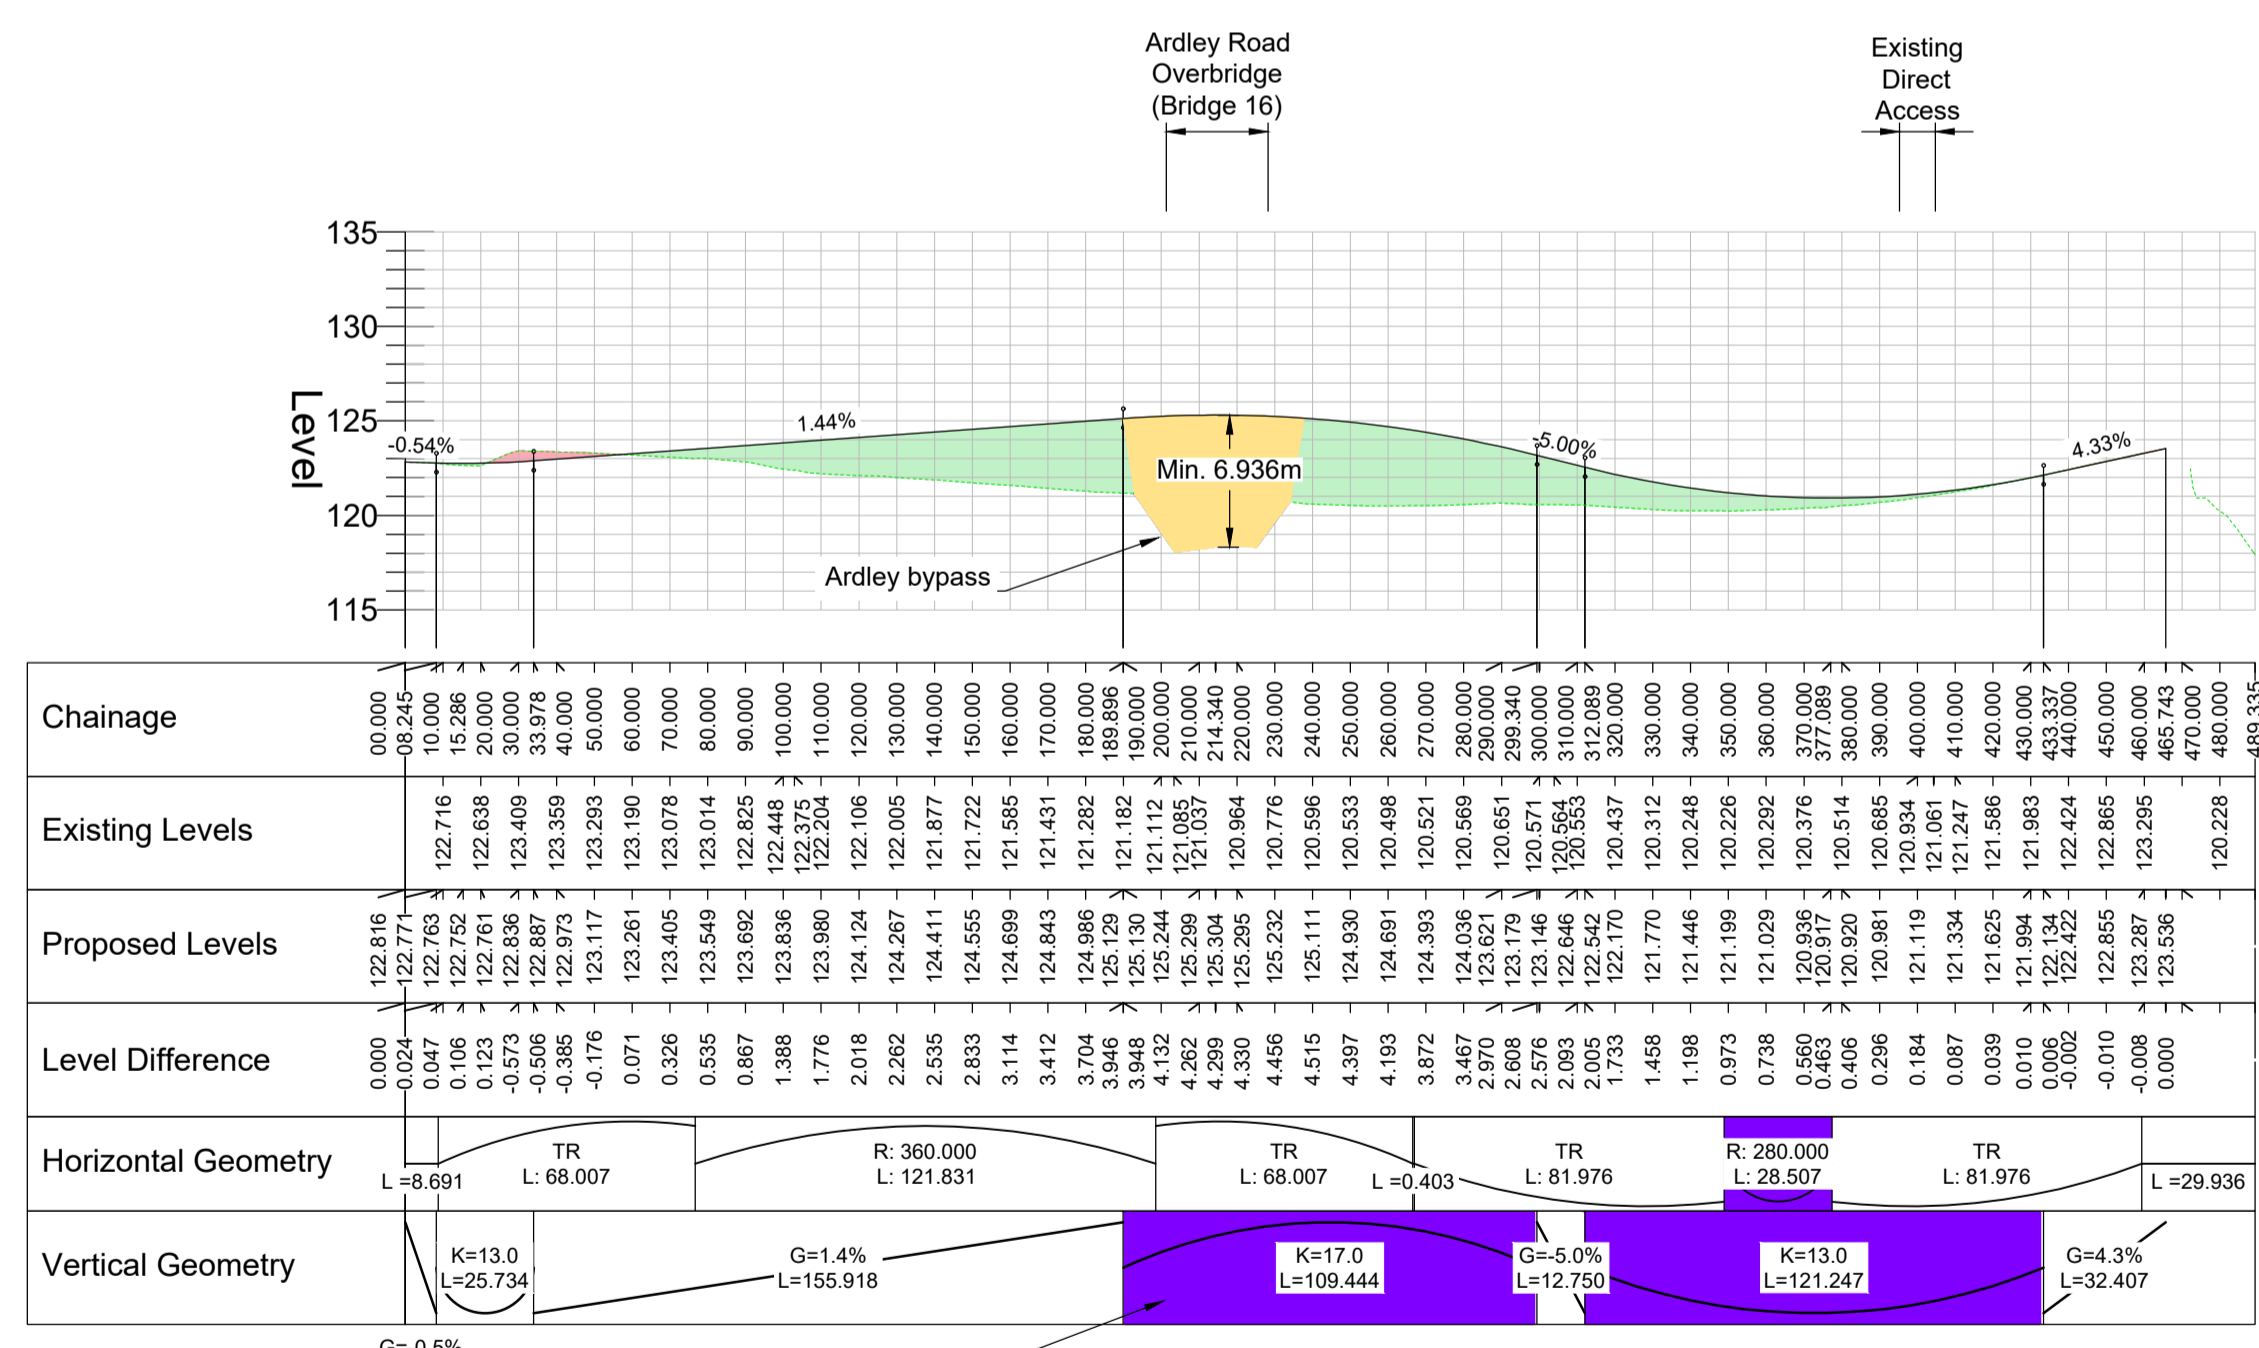 Ardley Road
Overbridge
(Bridge 16)
Existing
Direct
Access
135
130
125
120
115
Level
-0.54%
1.44%
-5.00%
4.33%
Min. 6.936m
Ardley bypass
Chainage
00.000 08.245 10.000 15.286 20.000 30.000 33.978 40.000 50.000 60.000 70.000 80.000 90.000 100.000 110.000 120.000 130.000 140.000 150.000 160.000 170.000 180.000 189.896 190.000 200.000 210.000 214.340 220.000 230.000 240.000 250.000 260.000 270.000 280.000 290.000 299.340 300.000 310.000 312.089 320.000 330.000 340.000 350.000 360.000 370.000 377.089 380.000 390.000 400.000 410.000 420.000 430.000 433.337 440.000 450.000 460.000 465.743 470.000 480.000 489.335
Existing Levels
122.716 122.638 123.409 123.359 123.293 123.190 123.078 123.014 122.825 122.448 122.375 122.204 122.106 122.005 121.877 121.722 121.585 121.431 121.282 121.182 121.112 121.085 121.037 120.964 120.776 120.596 120.533 120.498 120.521 120.569 120.651 120.571 120.564 120.553 120.437 120.312 120.248 120.226 120.292 120.376 120.514 120.685 120.934 121.061 121.247 121.586 121.983 122.424 122.865 123.295 120.228
Proposed Levels
122.816 122.771 122.763 122.752 122.761 122.836 122.887 122.973 123.117 123.261 123.405 123.549 123.692 123.836 123.980 124.124 124.267 124.411 124.555 124.699 124.843 124.986 125.129 125.130 125.244 125.299 125.304 125.295 125.232 125.111 124.930 124.691 124.393 124.036 123.621 123.179 123.146 122.646 122.542 122.170 121.770 121.446 121.199 121.029 120.936 120.917 120.920 120.981 121.119 121.334 121.625 121.994 122.134 122.422 122.855 123.287 123.536
Level Difference
0.000 -0.024 0.047 0.106 0.123 -0.573 -0.506 -0.385 -0.176 0.071 0.326 0.535 0.867 1.388 1.776 2.018 2.262 2.535 2.833 3.114 3.412 3.704 3.946 3.948 4.132 4.262 4.299 4.330 4.456 4.515 4.397 4.193 3.872 3.467 2.970 2.608 2.576 2.093 2.005 1.733 1.458 1.198 0.973 0.738 0.560 0.463 0.406 0.296 0.184 0.087 0.039 0.010 0.006 -0.002 -0.010 -0.008 0.000
Horizontal Geometry
L =8.691
TR
L: 68.007
R: 360.000
L: 121.831
TR
L: 68.007
L =0.403
TR
L: 81.976
R: 280.000
L: 28.507
TR
L: 81.976
L =29.936
Vertical Geometry
K=13.0
L=25.734
G=1.4%
L=155.918
K=17.0
L=109.444
G=-5.0%
L=12.750
K=13.0
L=121.247
G=4.3%
L=32.407
G=-0.5%